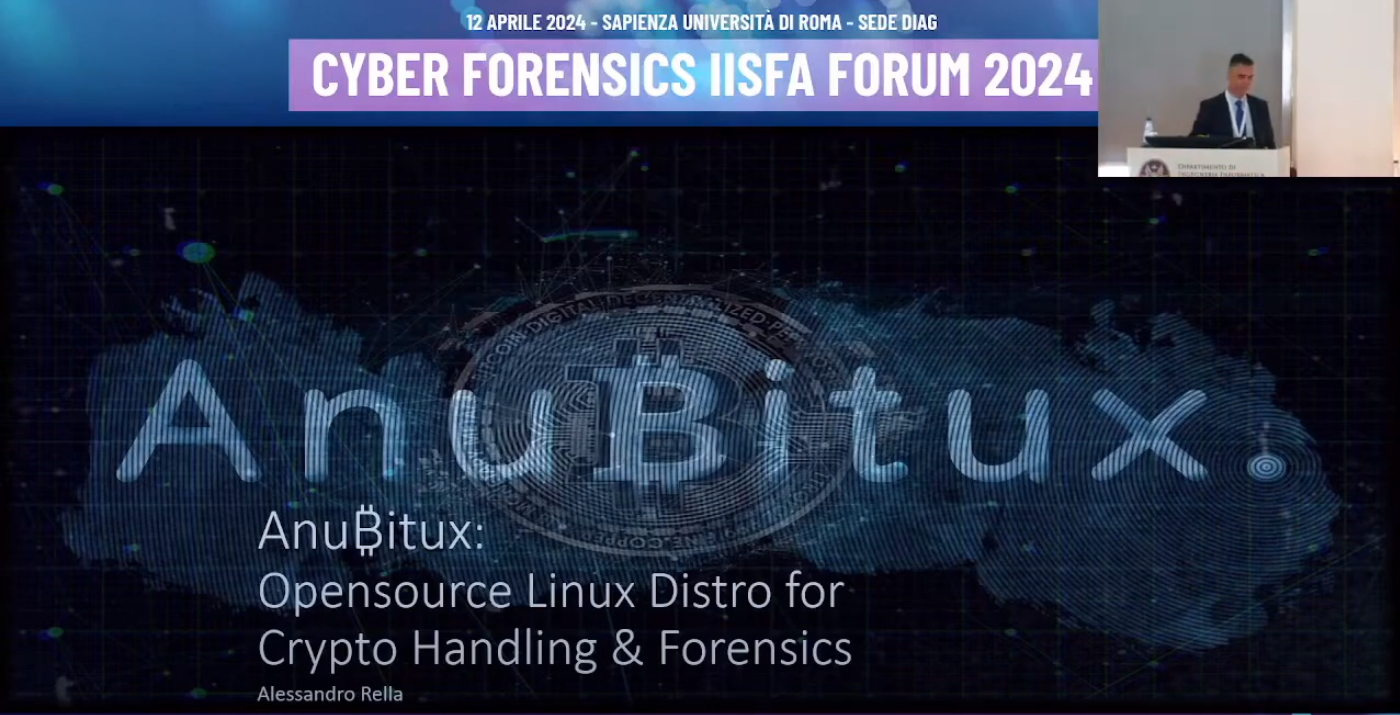 12 APRILE 2024 - SAPIENZA UNIVERSITÀ DI ROMA - SEDE DIAG
CYBER FORENSICS IISFA FORUM 2024
DIPARTIMENTO DI
INGEGNERIA INFORMATICA
AnuBitux
AnuɃitux:
Opensource Linux Distro for
Crypto Handling & Forensics
Alessandro Rella